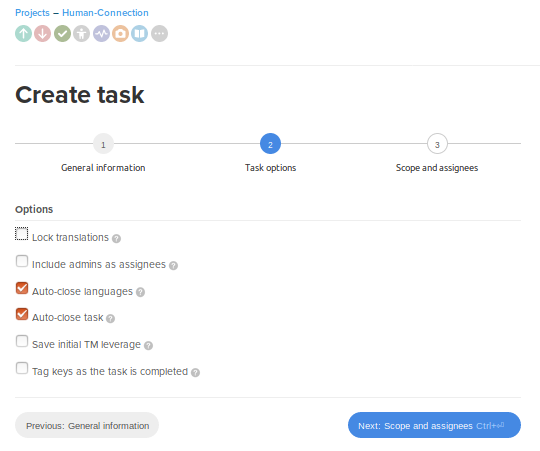 Projects – Human-Connection
Create task
1
2
3
General information
Task options
Scope and assignees
Options
Lock translations ?
Include admins as assignees ?
Auto-close languages ?
Auto-close task ?
Save initial TM leverage ?
Tag keys as the task is completed ?
Previous: General information
Next: Scope and assignees Ctrl+⏎